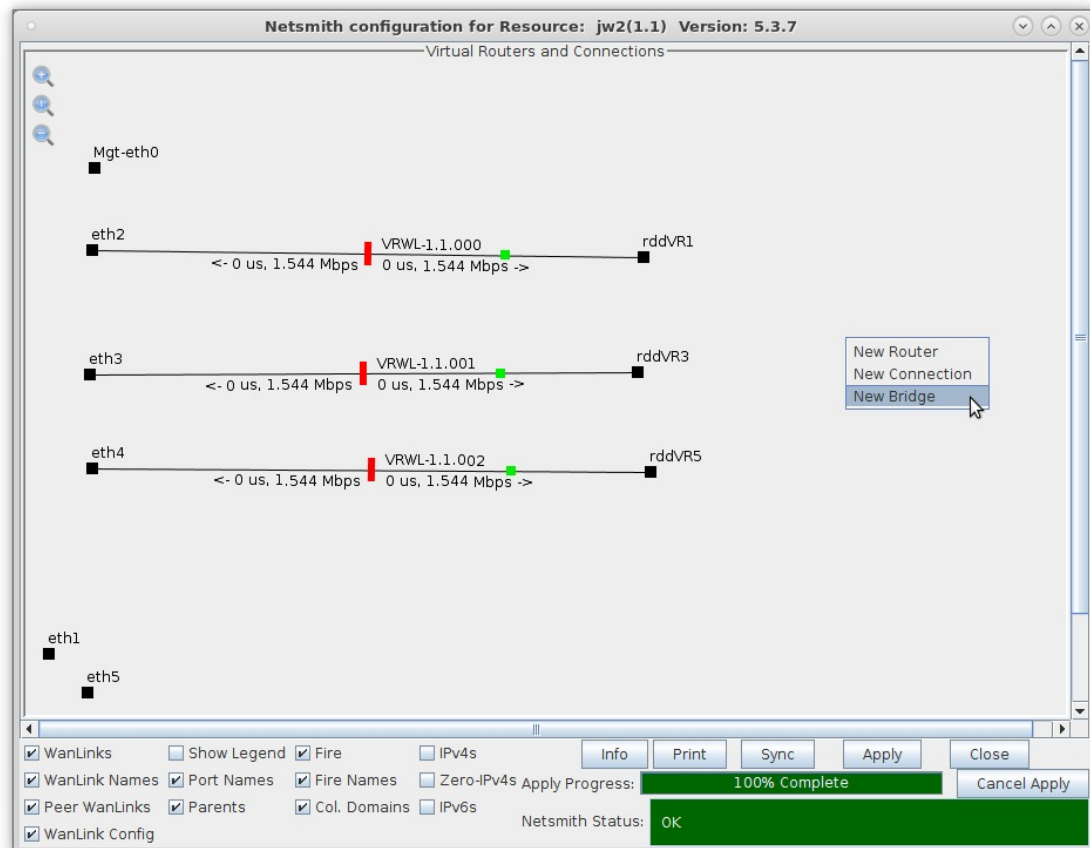 Netsmith configuration for Resource:  jw2(1.1)  Version: 5.3.7
Virtual Routers and Connections
Mgt-eth0
eth2
VRWL-1.1.000
rddVR1
<- 0 us, 1.544 Mbps
0 us, 1.544 Mbps ->
eth3
VRWL-1.1.001
rddVR3
<- 0 us, 1.544 Mbps
0 us, 1.544 Mbps ->
New Router
New Connection
New Bridge
eth4
VRWL-1.1.002
rddVR5
<- 0 us, 1.544 Mbps
0 us, 1.544 Mbps ->
eth1
eth5
WanLinks
Show Legend
Fire
IPv4s
Info
Print
Sync
Apply
Close
WanLink Names
Port Names
Fire Names
Zero-IPv4s
Apply Progress:
100% Complete
Cancel Apply
Peer WanLinks
Parents
Col. Domains
IPv6s
Netsmith Status:
OK
WanLink Config